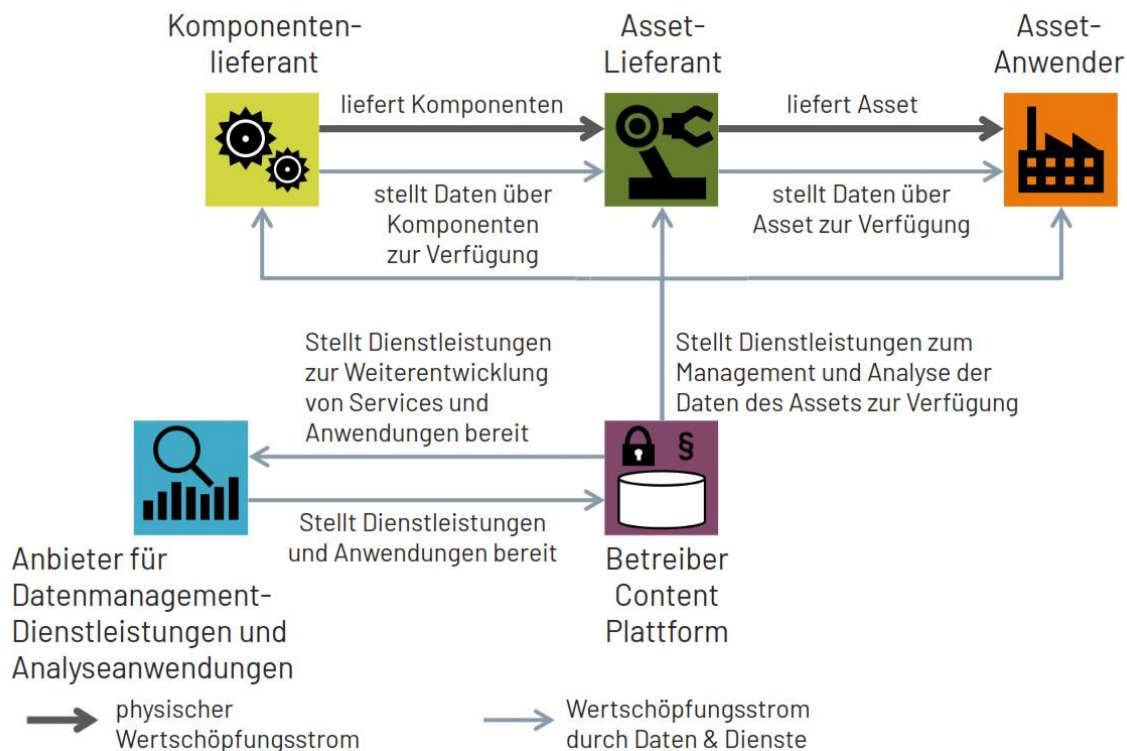 Komponenten-
lieferant
Asset-
Lieferant
Asset-
Anwender
liefert Komponenten
liefert Asset
stellt Daten über
Komponenten
zur Verfügung
stellt Daten über
Asset zur Verfügung
Stellt Dienstleistungen
zur Weiterentwicklung
von Services und
Anwendungen bereit
Stellt Dienstleistungen zum
Management und Analyse der
Daten des Assets zur Verfügung
§
Stellt Dienstleistungen
und Anwendungen bereit
Anbieter für
Datenmanagement-
Dienstleistungen und
Analyseanwendungen
Betreiber
Content
Plattform
physischer
Wertschöpfungsstrom
Wertschöpfungsstrom
durch Daten & Dienste